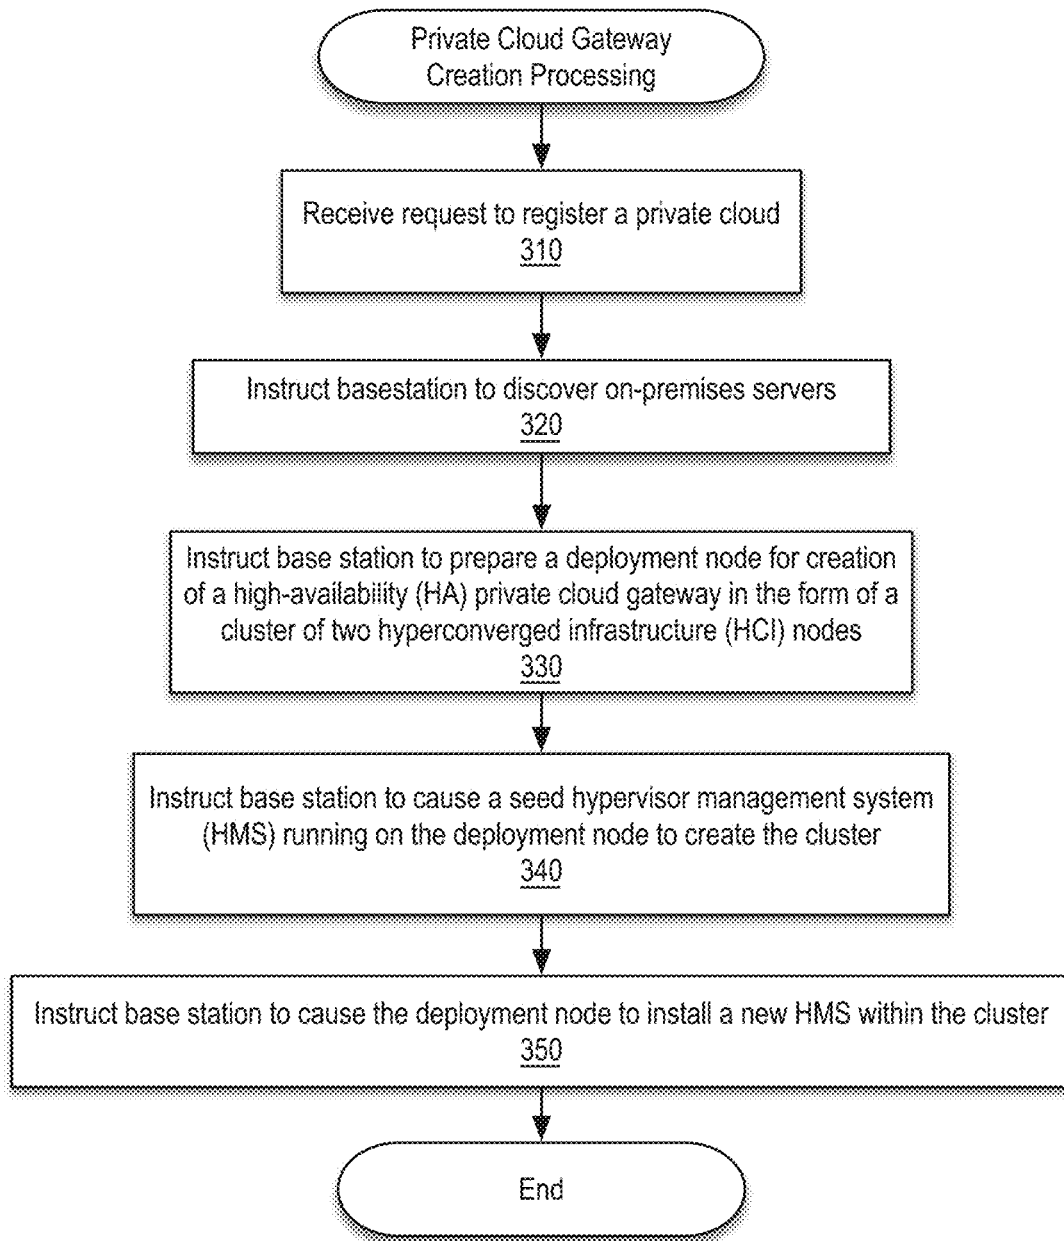 Private Cloud Gateway
Creation Processing
Receive request to register a private cloud
310
Instruct basestation to discover on-premises servers
320
Instruct base station to prepare a deployment node for creation
of a high-availability (HA) private cloud gateway in the form of a
cluster of two hyperconverged infrastructure (HCI) nodes
330
Instruct base station to cause a seed hypervisor management system
(HMS) running on the deployment node to create the cluster
340
Instruct base station to cause the deployment node to install a new HMS within the cluster
350
End